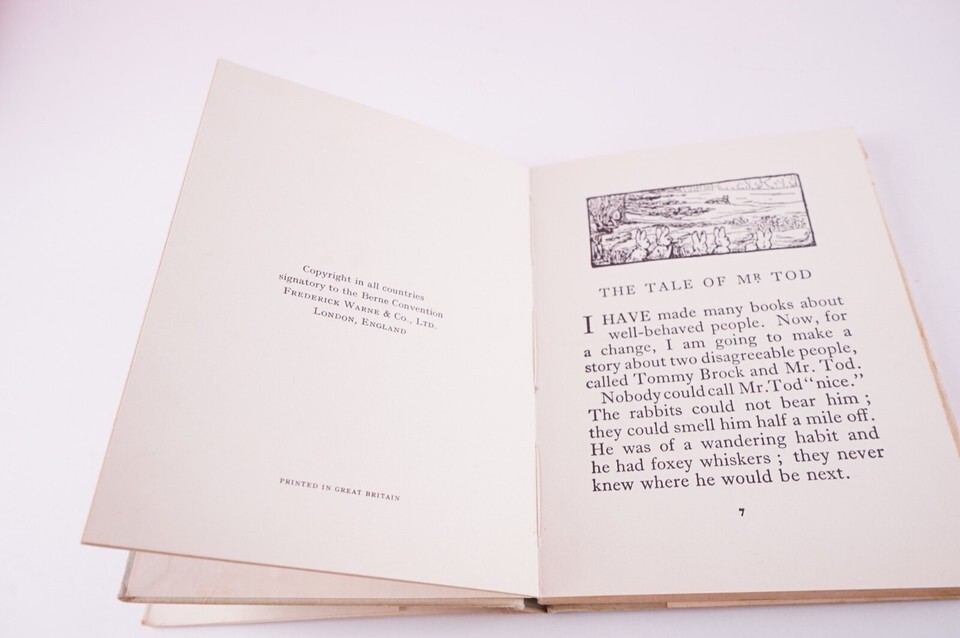 Copyright in all countries
signatory to the Berne Convention
FREDERICK WARNE & CO., LTD.
LONDON, ENGLAND
PRINTED IN GREAT BRITAIN
THE TALE OF MR. TOD
I HAVE made many books about
well-behaved people. Now, for
a change, I am going to make a
story about two disagreeable people,
called Tommy Brock and Mr. Tod.
Nobody could call Mr. Tod "nice."
The rabbits could not bear him ;
they could smell him half a mile off.
He was of a wandering habit and
he had foxey whiskers ; they never
knew where he would be next.
7